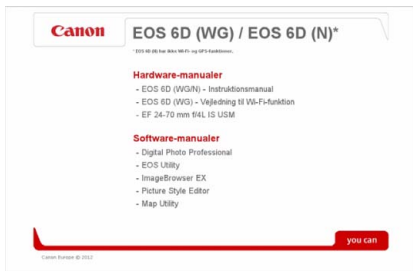 Canon
EOS 6D (WG) / EOS 6D (N)*
* EOS 6D (N) har ikke Wi-Fi- og GPS-funktioner.
Hardware-manualer
- EOS 6D (WG/N) - Instruktionsmanual
- EOS 6D (WG) - Vejledning til Wi-Fi-funktion
- EF 24-70 mm f/4L IS USM
Software-manualer
- Digital Photo Professional
- EOS Utility
- ImageBrowser EX
- Picture Style Editor
- Map Utility
you can
Canon Europe © 2012